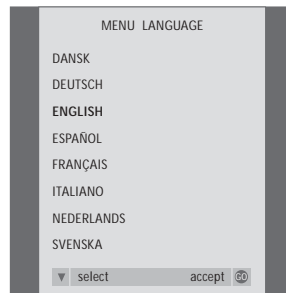 MENU LANGUAGE
DANSK
DEUTSCH
ENGLISH
ESPAÑOL
FRANÇAIS
ITALIANO
NEDERLANDS
SVENSKA
▼ select accept GO